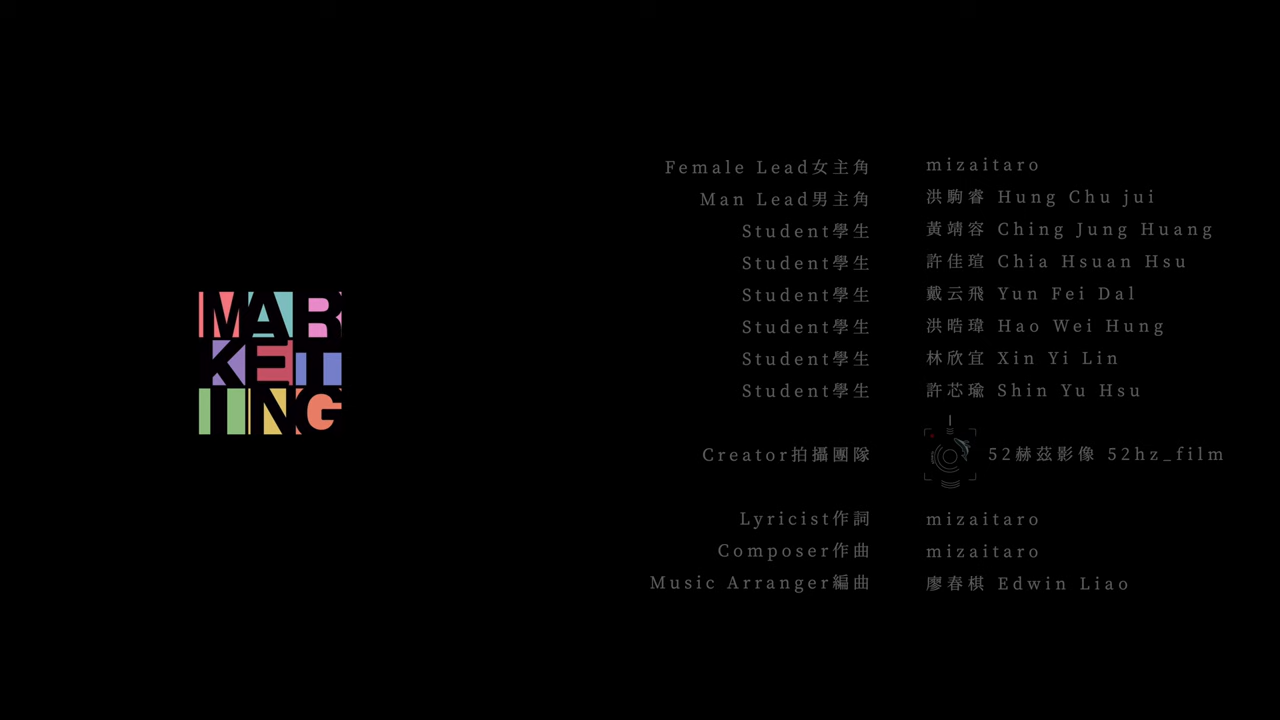 MAR
KET
ING
Female Lead女主角 mizaitaro
Man Lead男主角 洪駒睿 Hung Chu jui
Student學生 黃靖容 Ching Jung Huang
Student學生 許佳瑄 Chia Hsuan Hsu
Student學生 戴云飛 Yun Fei Dal
Student學生 洪晧瑋 Hao Wei Hung
Student學生 林欣宜 Xin Yi Lin
Student學生 許芯瑜 Shin Yu Hsu
Creator拍攝團隊 52赫茲影像 52hz_film
Lyricist作詞 mizaitaro
Composer作曲 mizaitaro
Music Arranger編曲 廖春棋 Edwin Liao